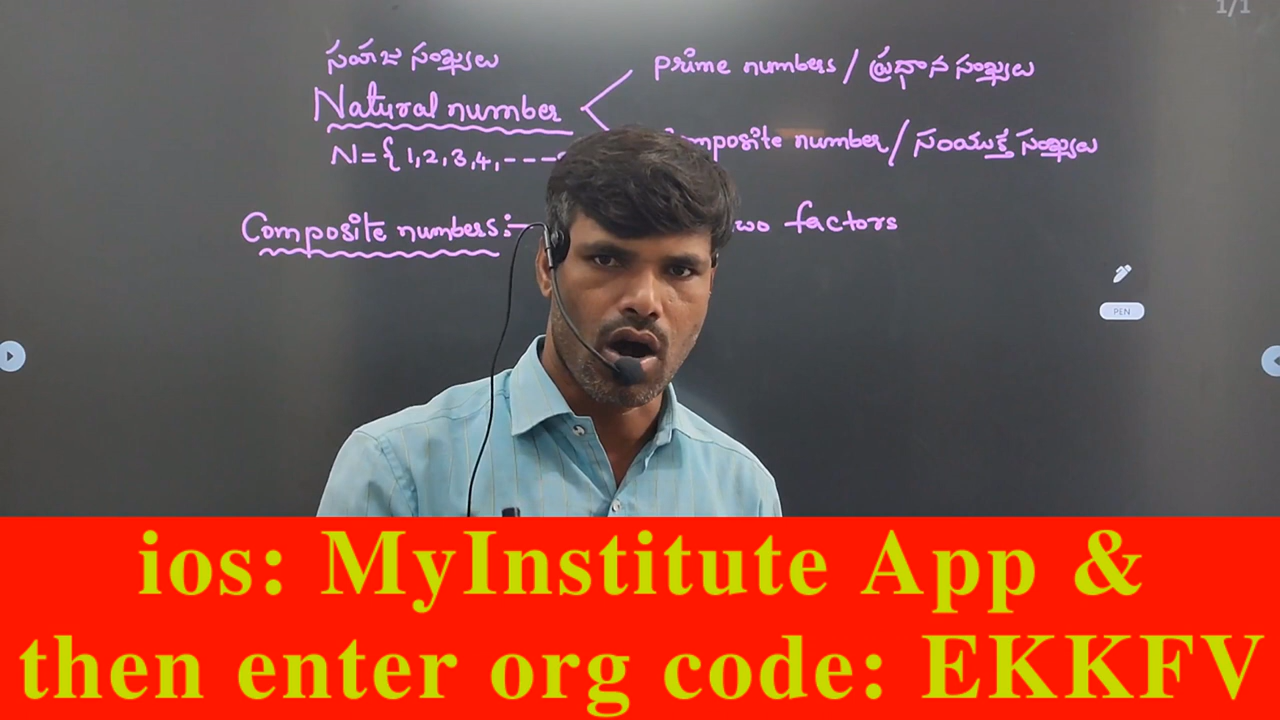 1/1
సహజ సంఖ్యలు
Natural number
prime numbers / ప్రధాన సంఖ్యలు
omposite number / సంయుక్త సంఖ్యలు
N={ 1,2,3,4,----
Composite numbers:- two factors
PEN
ios: MyInstitute App &
then enter org code: EKKFV